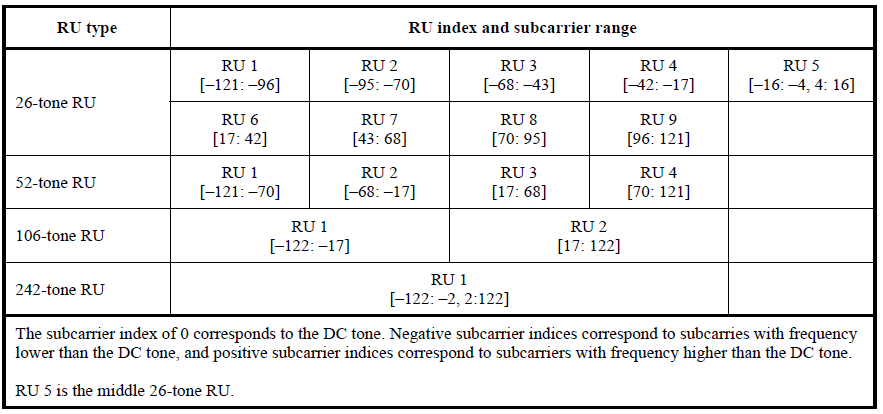 RU type RU index and subcarrier range
26-tone RU
RU 1 RU 2 RU 3 RU 4 RU 5
[–121: –96] [–95: –70] [–68: –43] [–42: –17] [–16: –4, 4: 16]
RU 6 RU 7 RU 8 RU 9
[17: 42] [43: 68] [70: 95] [96: 121]
52-tone RU
RU 1 RU 2 RU 3 RU 4
[–121: –70] [–68: –17] [17: 68] [70: 121]
106-tone RU
RU 1 RU 2
[–122: –17] [17: 122]
242-tone RU
RU 1
[–122: –2, 2:122]
The subcarrier index of 0 corresponds to the DC tone. Negative subcarrier indices correspond to subcarries with frequency
lower than the DC tone, and positive subcarrier indices correspond to subcarriers with frequency higher than the DC tone.
RU 5 is the middle 26-tone RU.